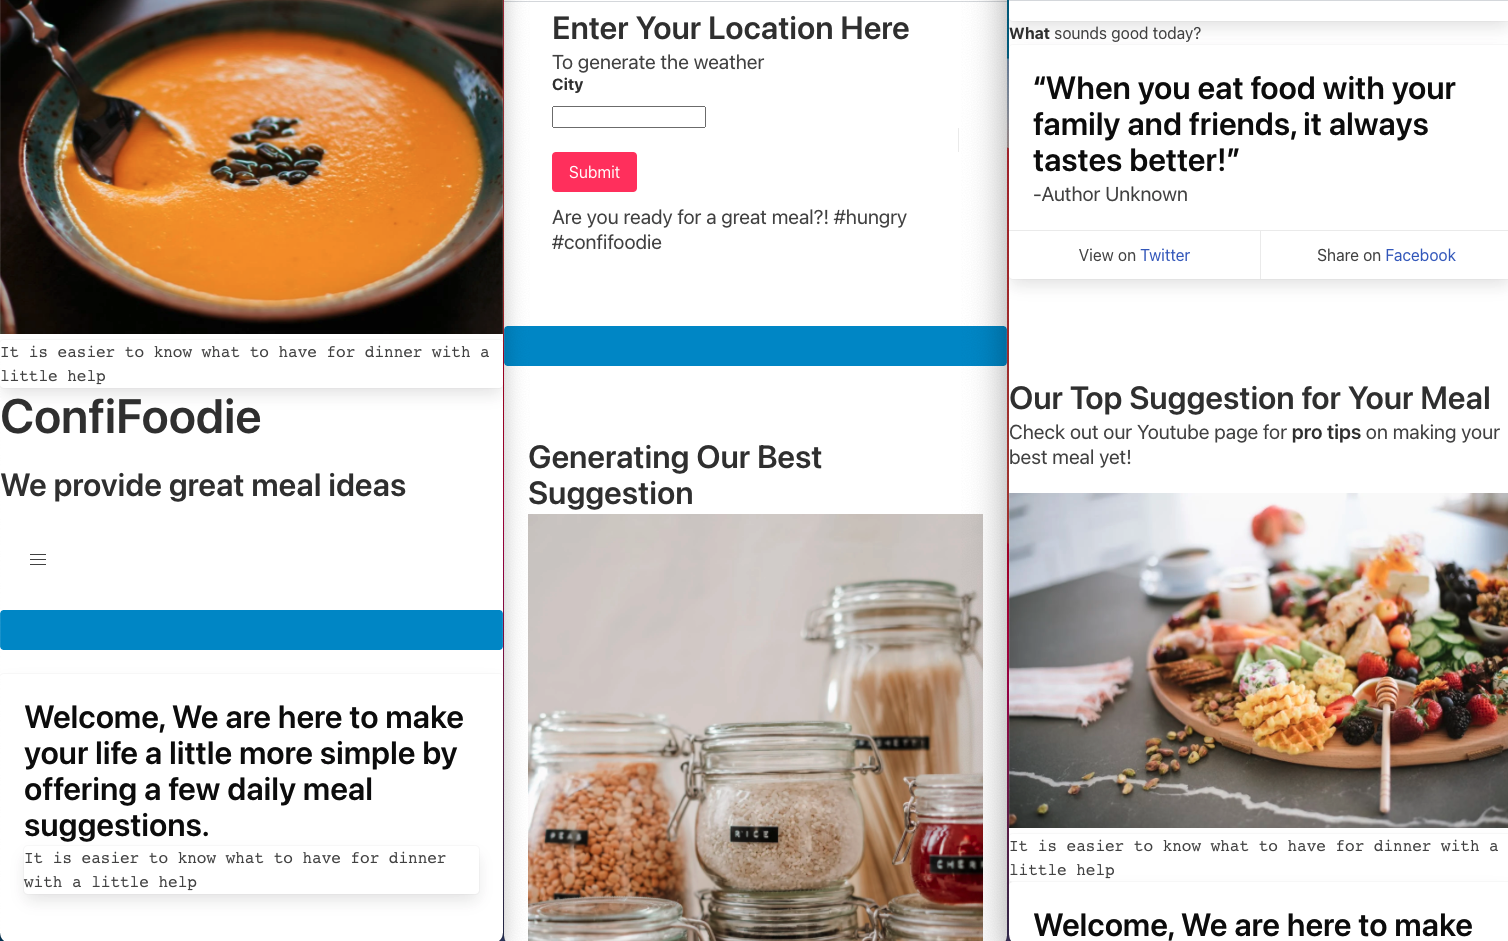 It is easier to know what to have for dinner with a
little help
ConfiFoodie
We provide great meal ideas
Welcome, We are here to make
your life a little more simple by
offering a few daily meal
suggestions.
It is easier to know what to have for dinner
with a little help
Enter Your Location Here
To generate the weather
City
Submit
Are you ready for a great meal?! #hungry
#confifoodie
Generating Our Best
Suggestion
PEAS
RICE
What sounds good today?
“When you eat food with your
family and friends, it always
tastes better!”
-Author Unknown
View on Twitter
Share on Facebook
Our Top Suggestion for Your Meal
Check out our Youtube page for pro tips on making your
best meal yet!
It is easier to know what to have for dinner with a
little help
Welcome, We are here to make